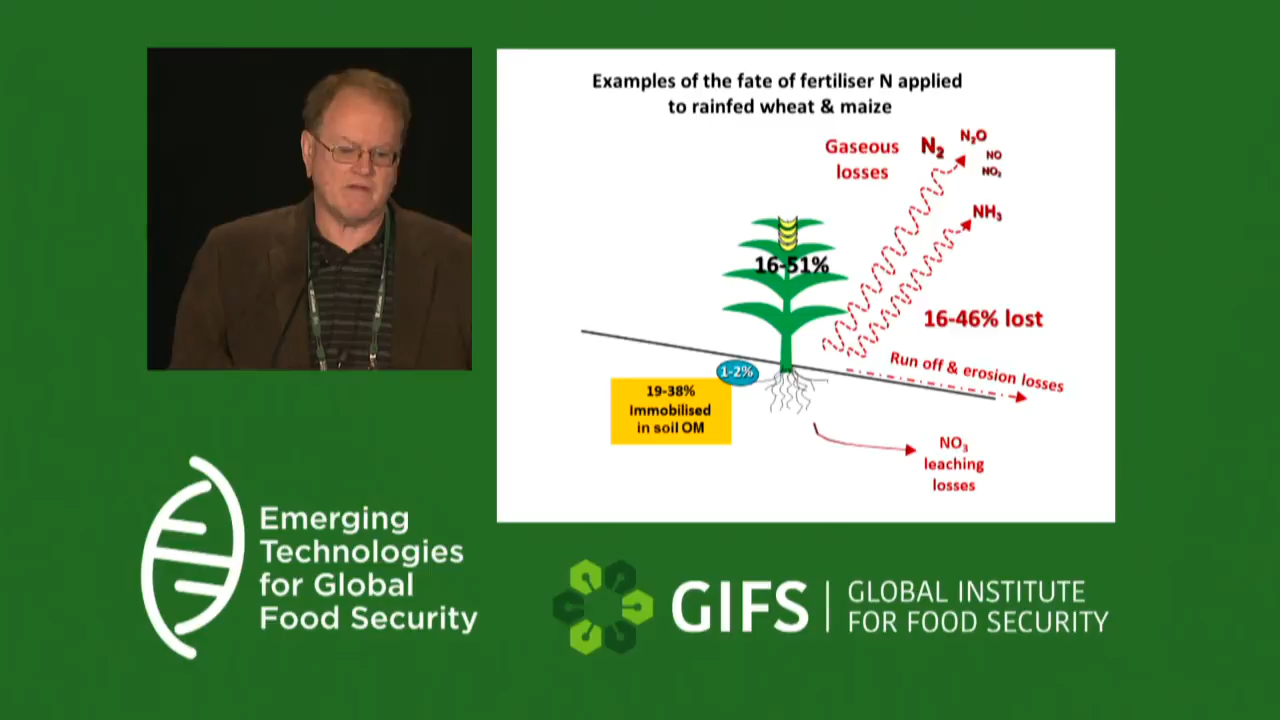 Examples of the fate of fertiliser N applied
to rainfed wheat & maize
Gaseous
losses
N₂
N₂O
NO
NO₂
NH₃
16-51%
16-46% lost
Run off & erosion losses
1-2%
19-38%
Immobilised
in soil OM
NO₃
leaching
losses
Emerging
Technologies
for Global
Food Security
GIFS
GLOBAL INSTITUTE
FOR FOOD SECURITY